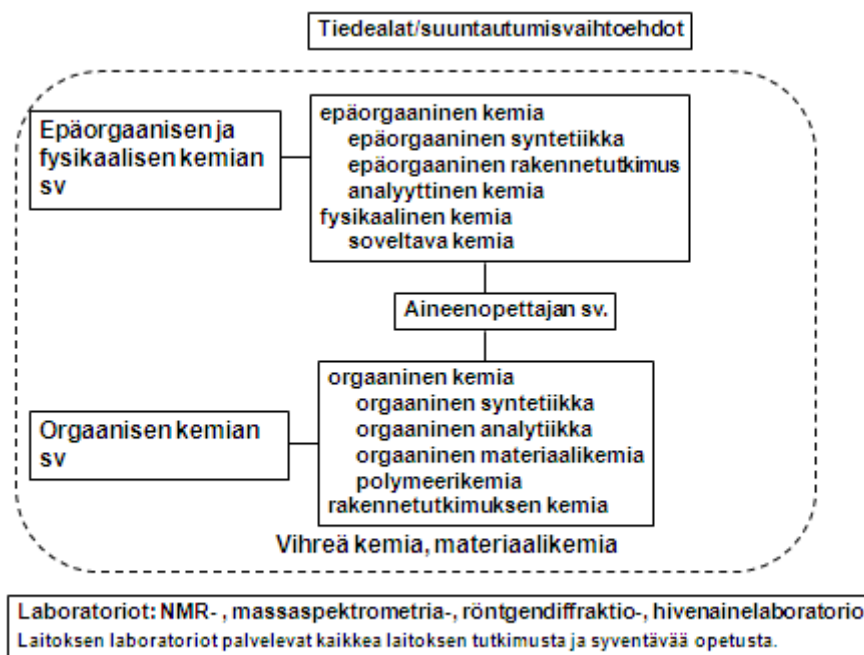 Tiedealat/suuntautumisvaihtoehdot
Epäorgaanisen ja
fysikaalisen kemian
sv
epäorgaaninen kemia
epäorgaaninen syntetiikka
epäorgaaninen rakennetutkimus
analyyttinen kemia
fysikaalinen kemia
soveltava kemia
Aineenopettajan sv.
Orgaanisen kemian
sv
orgaaninen kemia
orgaaninen syntetiikka
orgaaninen analytiikka
orgaaninen materiaalikemia
polymeerikemia
rakennetutkimuksen kemia
Vihreä kemia, materiaalikemia
Laboratoriot: NMR- , massaspektrometria-, röntgendiffraktio-, hivenainelaboratorio
Laitoksen laboratoriot palvelevat kaikkea laitoksen tutkimusta ja syventävää opetusta.